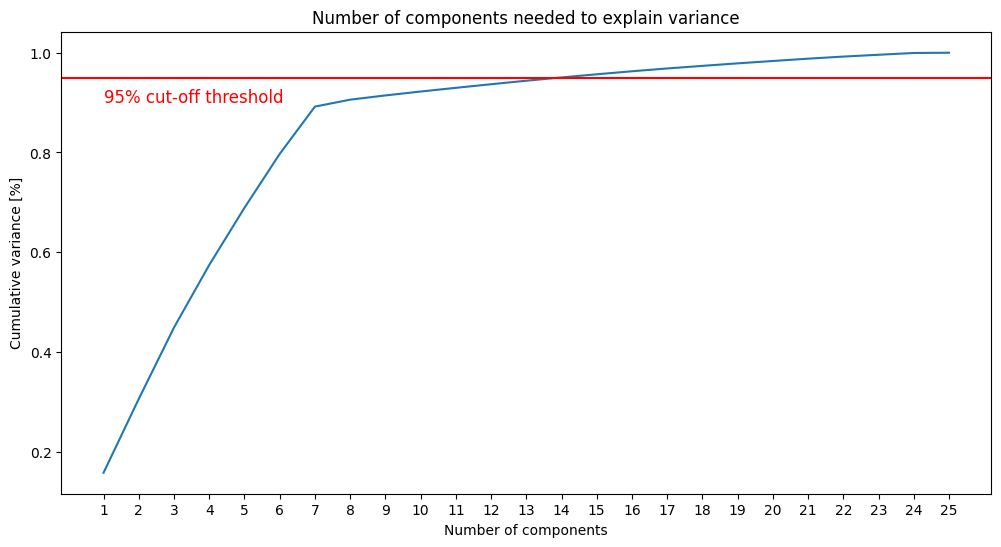 Number of components needed to explain variance
1.0
95% cut-off threshold
0.8
0.6
0.4
0.2
Cumulative variance [%]
1 2 3 4 5 6 7 8 9 10 11 12 13 14 15 16 17 18 19 20 21 22 23 24 25
Number of components